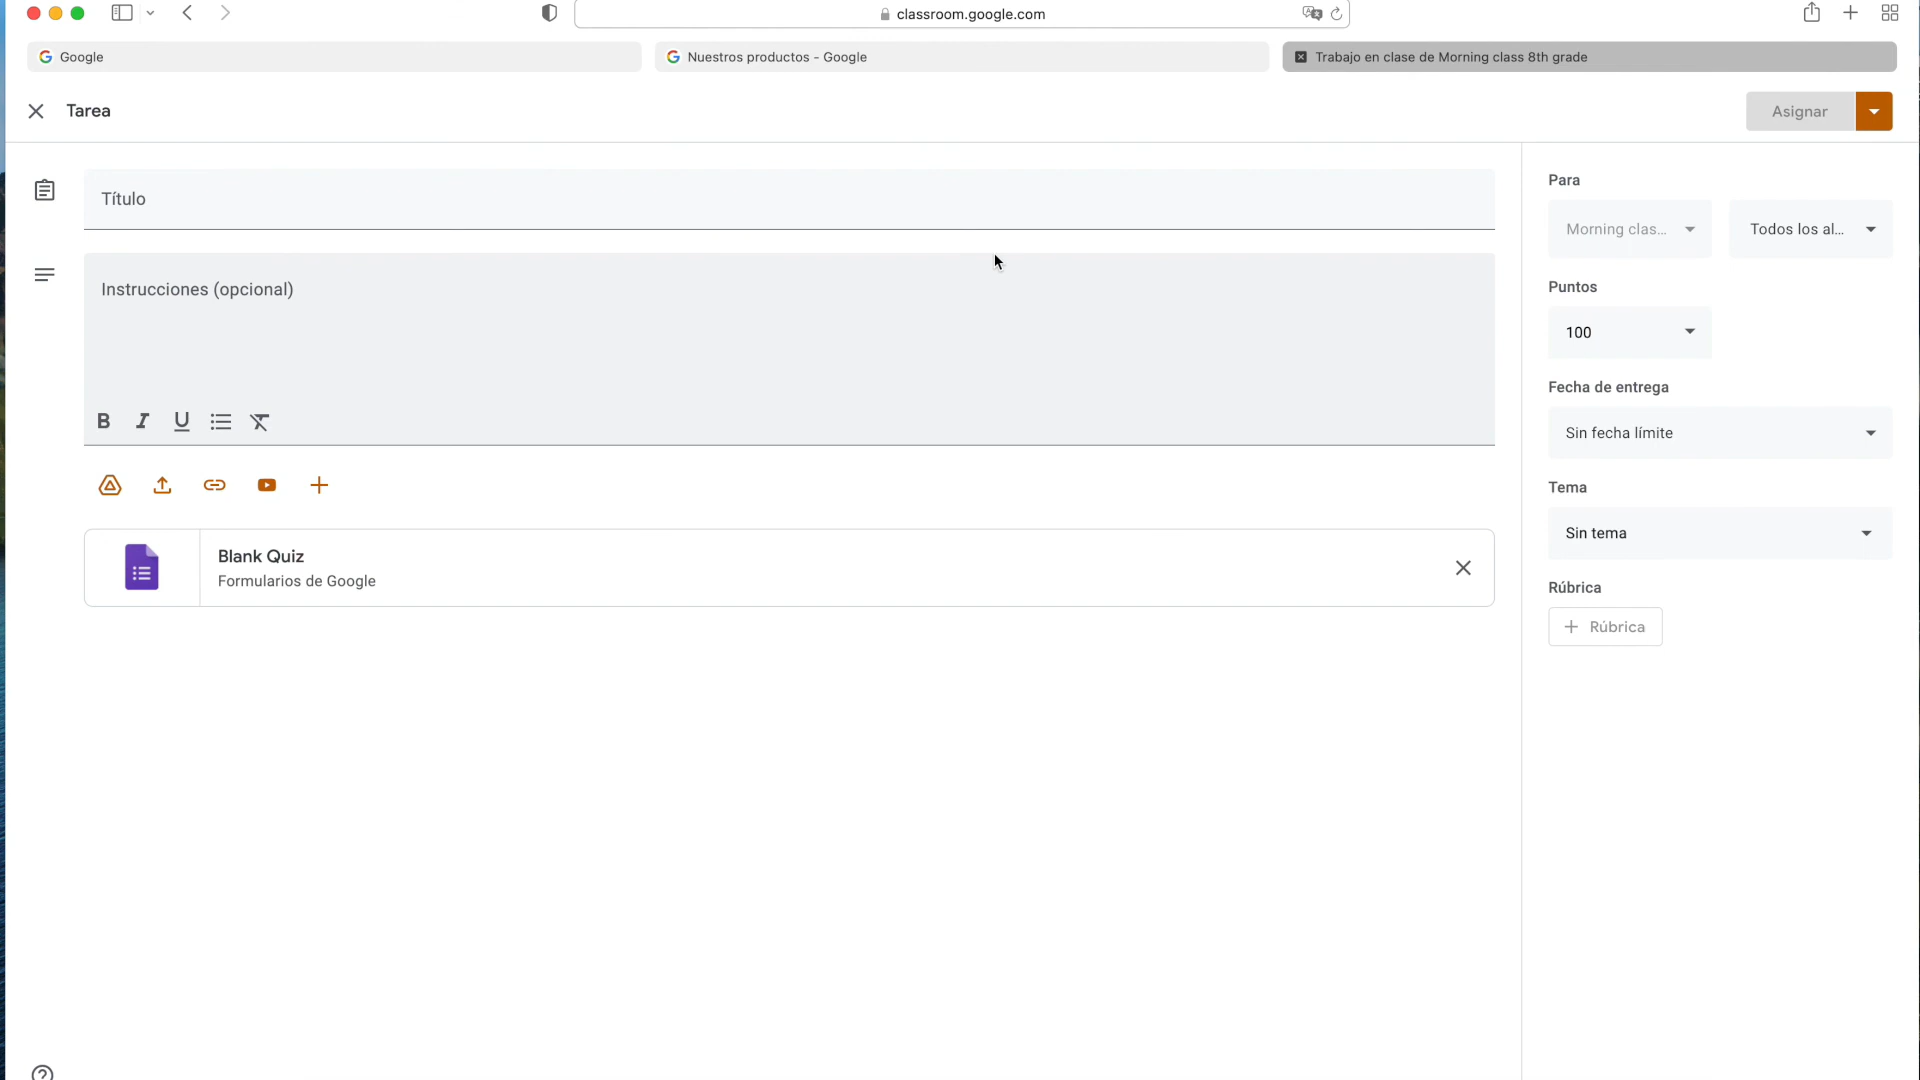 classroom.google.com
Google
Nuestros productos - Google
Trabajo en clase de Morning class 8th grade
Tarea
Asignar
Título
Instrucciones (opcional)
B I U
Blank Quiz
Formularios de Google
Para
Morning clas...
Todos los al...
Puntos
100
Fecha de entrega
Sin fecha límite
Tema
Sin tema
Rúbrica
+ Rúbrica